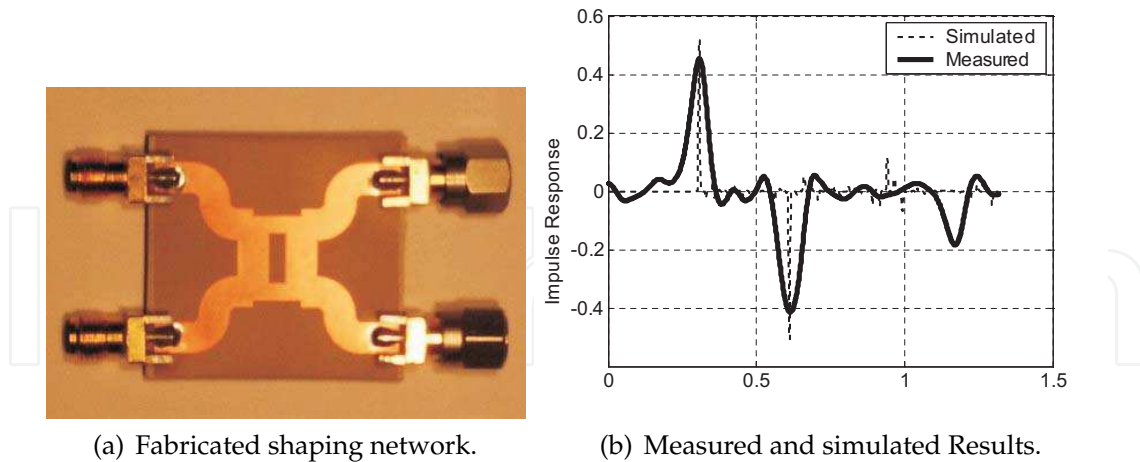 0.6
0.4
0.2
0
-0.2
-0.4
Impulse Response
Simulated
Measured
0 0.5 1 1.5
(a) Fabricated shaping network.
(b) Measured and simulated Results.